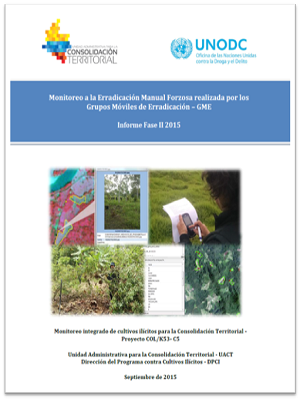 CONSOLIDACIÓN
TERRITORIAL
UNODC
Oficina de las Naciones Unidas
contra la Droga y el Delito
Monitoreo a la Erradicación Manual Forzosa realizada por los
Grupos Móviles de Erradicación – GME
Informe Fase II 2015
Monitoreo integrado de cultivos ilícitos para la Consolidación Territorial -
Proyecto COL/K53- C5
Unidad Administrativa para la Consolidación Territorial - UACT
Dirección del Programa contra Cultivos Ilícitos - DPCI
Septiembre de 2015